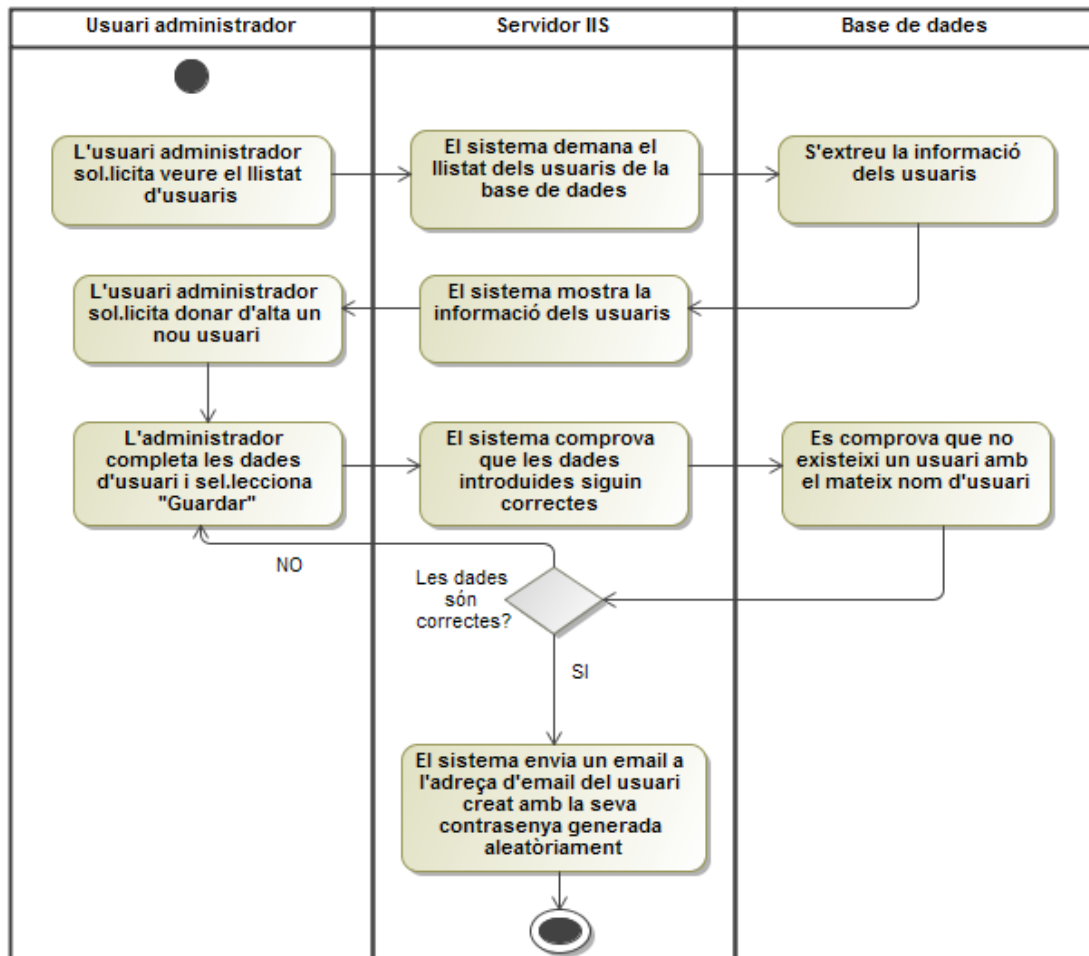 Usuari administrador
Servidor IIS
Base de dades
L'usuari administrador
sol.licita veure el llistat
d'usuaris
El sistema demana el
llistat dels usuaris de la
base de dades
S'extreu la informació
dels usuaris
L'usuari administrador
sol.licita donar d'alta un
nou usuari
El sistema mostra la
informació dels usuaris
L'administrador
completa les dades
d'usuari i sel.lecciona
"Guardar"
El sistema comprova
que les dades
introduides siguin
correctes
Es comprova que no
existeixi un usuari amb
el mateix nom d'usuari
NO
Les dades
són
correctes?
SI
El sistema envia un email a
l'adreça d'email del usuari
creat amb la seva
contrasenya generada
aleatòriament